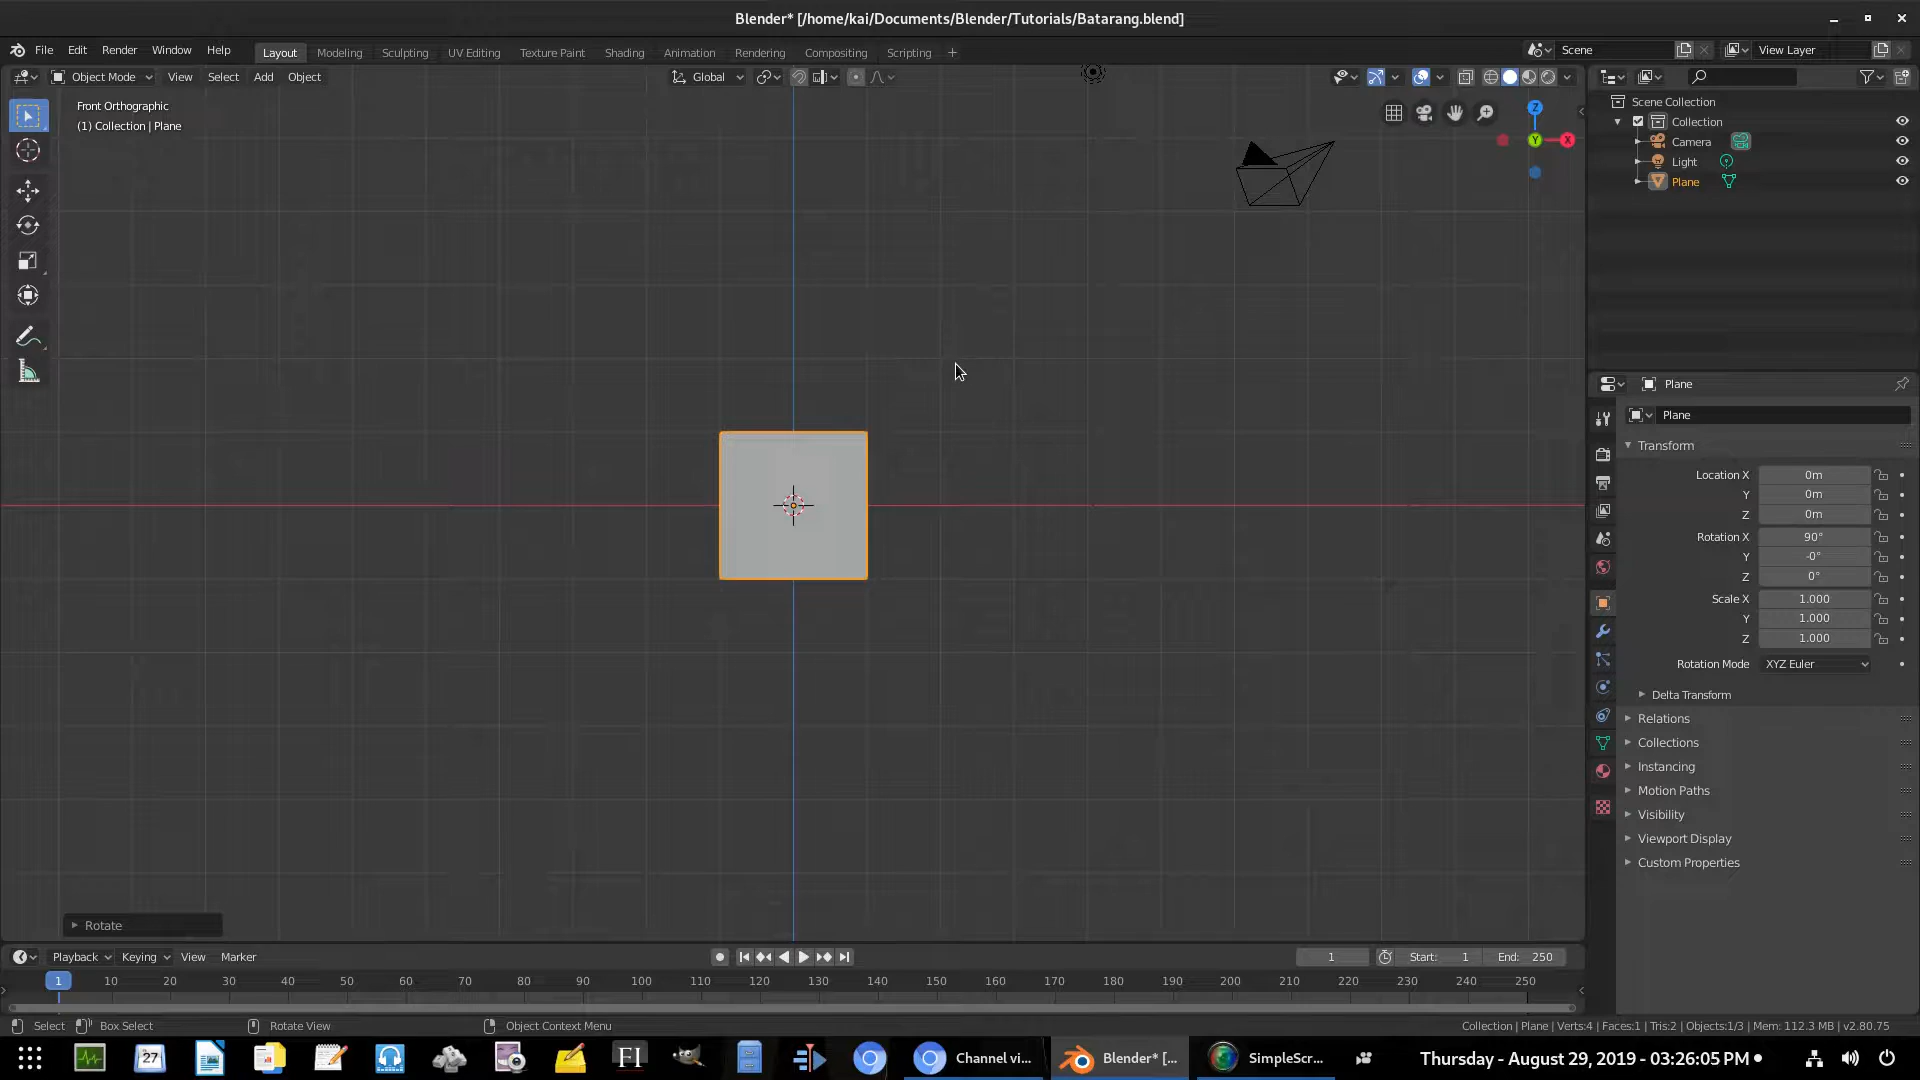 Blender* [/home/kai/Documents/Blender/Tutorials/Batarang.blend]
File Edit Render Window Help
Layout Modeling Sculpting UV Editing Texture Paint Shading Animation Rendering Compositing Scripting +
Scene
View Layer
Object Mode View Select Add Object
Global
Front Orthographic
(1) Collection | Plane
Z
Y
X
Scene Collection
Collection
Camera
Light
Plane
Plane
Plane
Transform
Location X 0m
Y 0m
Z 0m
Rotation X 90°
Y -0°
Z 0°
Scale X 1.000
Y 1.000
Z 1.000
Rotation Mode XYZ Euler
Delta Transform
Relations
Collections
Instancing
Motion Paths
Visibility
Viewport Display
Custom Properties
Rotate
Playback Keying View Marker
1 Start: 1 End: 250
1 10 20 30 40 50 60 70 80 90 100 110 120 130 140 150 160 170 180 190 200 210 220 230 240 250
Select Box Select Rotate View Object Context Menu
Collection | Plane | Verts:4 | Faces:1 | Tris:2 | Objects:1/3 | Mem: 112.3 MB | v2.80.75
27 FI Channel vi... Blender* [... SimpleScr... Thursday - August 29, 2019 - 03:26:05 PM